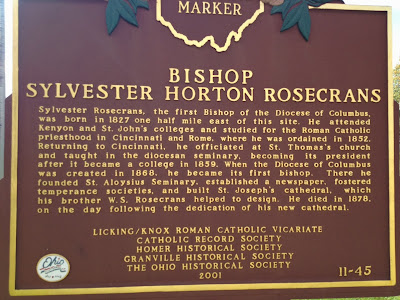 MARKER
BISHOP
SYLVESTER HORTON ROSECRANS
Sylvester Rosecrans, the first Bishop of the Diocese of Columbus,
was born in 1827 one half mile east of this site. He attended
Kenyon and St. John's colleges and studied for the Roman Catholic
priesthood in Cincinnati and Rome, where he was ordained in 1852.
Returning to Cincinnati, he officiated at St. Thomas's church
and taught in the diocesan seminary, becoming its president
after it became a college in 1859. When the Diocese of Columbus
was created in 1868, he became its first bishop. There he
founded St. Aloysius Seminary, established a newspaper, fostered
temperance societies, and built St. Joseph's cathedral, which
his brother W.S. Rosecrans helped to design. He died in 1878,
on the day following the dedication of his new cathedral.
LICKING/KNOX ROMAN CATHOLIC VICARIATE
CATHOLIC RECORD SOCIETY
HOMER HISTORICAL SOCIETY
GRANVILLE HISTORICAL SOCIETY
THE OHIO HISTORICAL SOCIETY
2001
11-45
Ohio